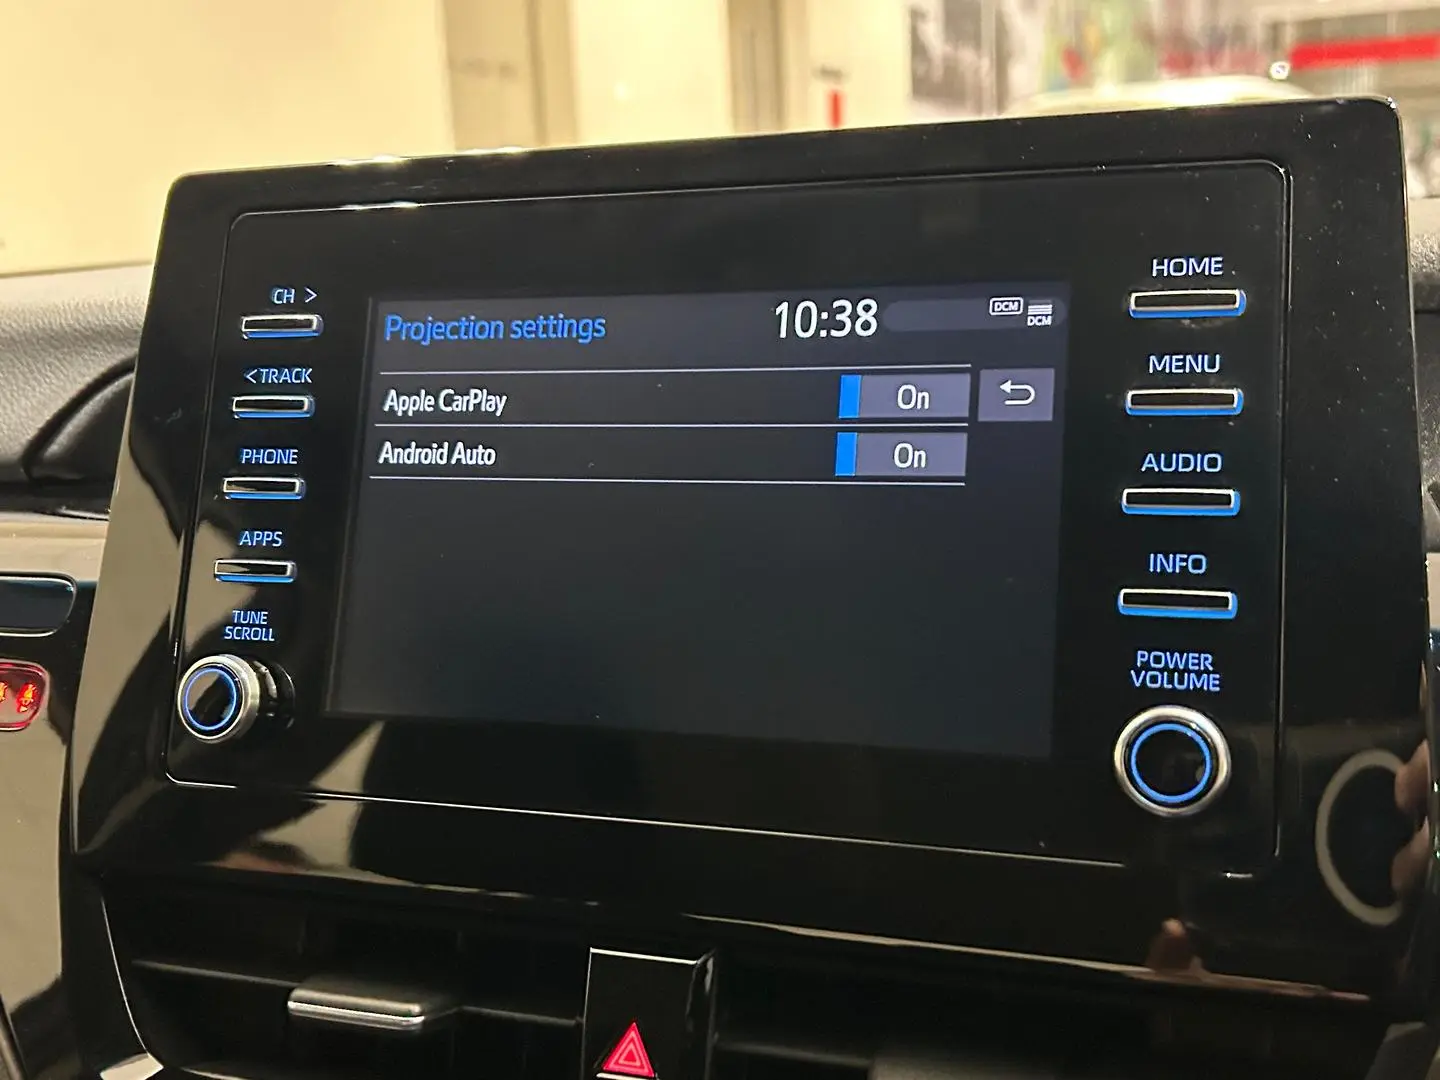 CH >
< TRACK
PHONE
APPS
TUNE
SCROLL
Projection settings
10:38
DCM
DCM
Apple CarPlay
On
Android Auto
On
HOME
MENU
AUDIO
INFO
POWER
VOLUME